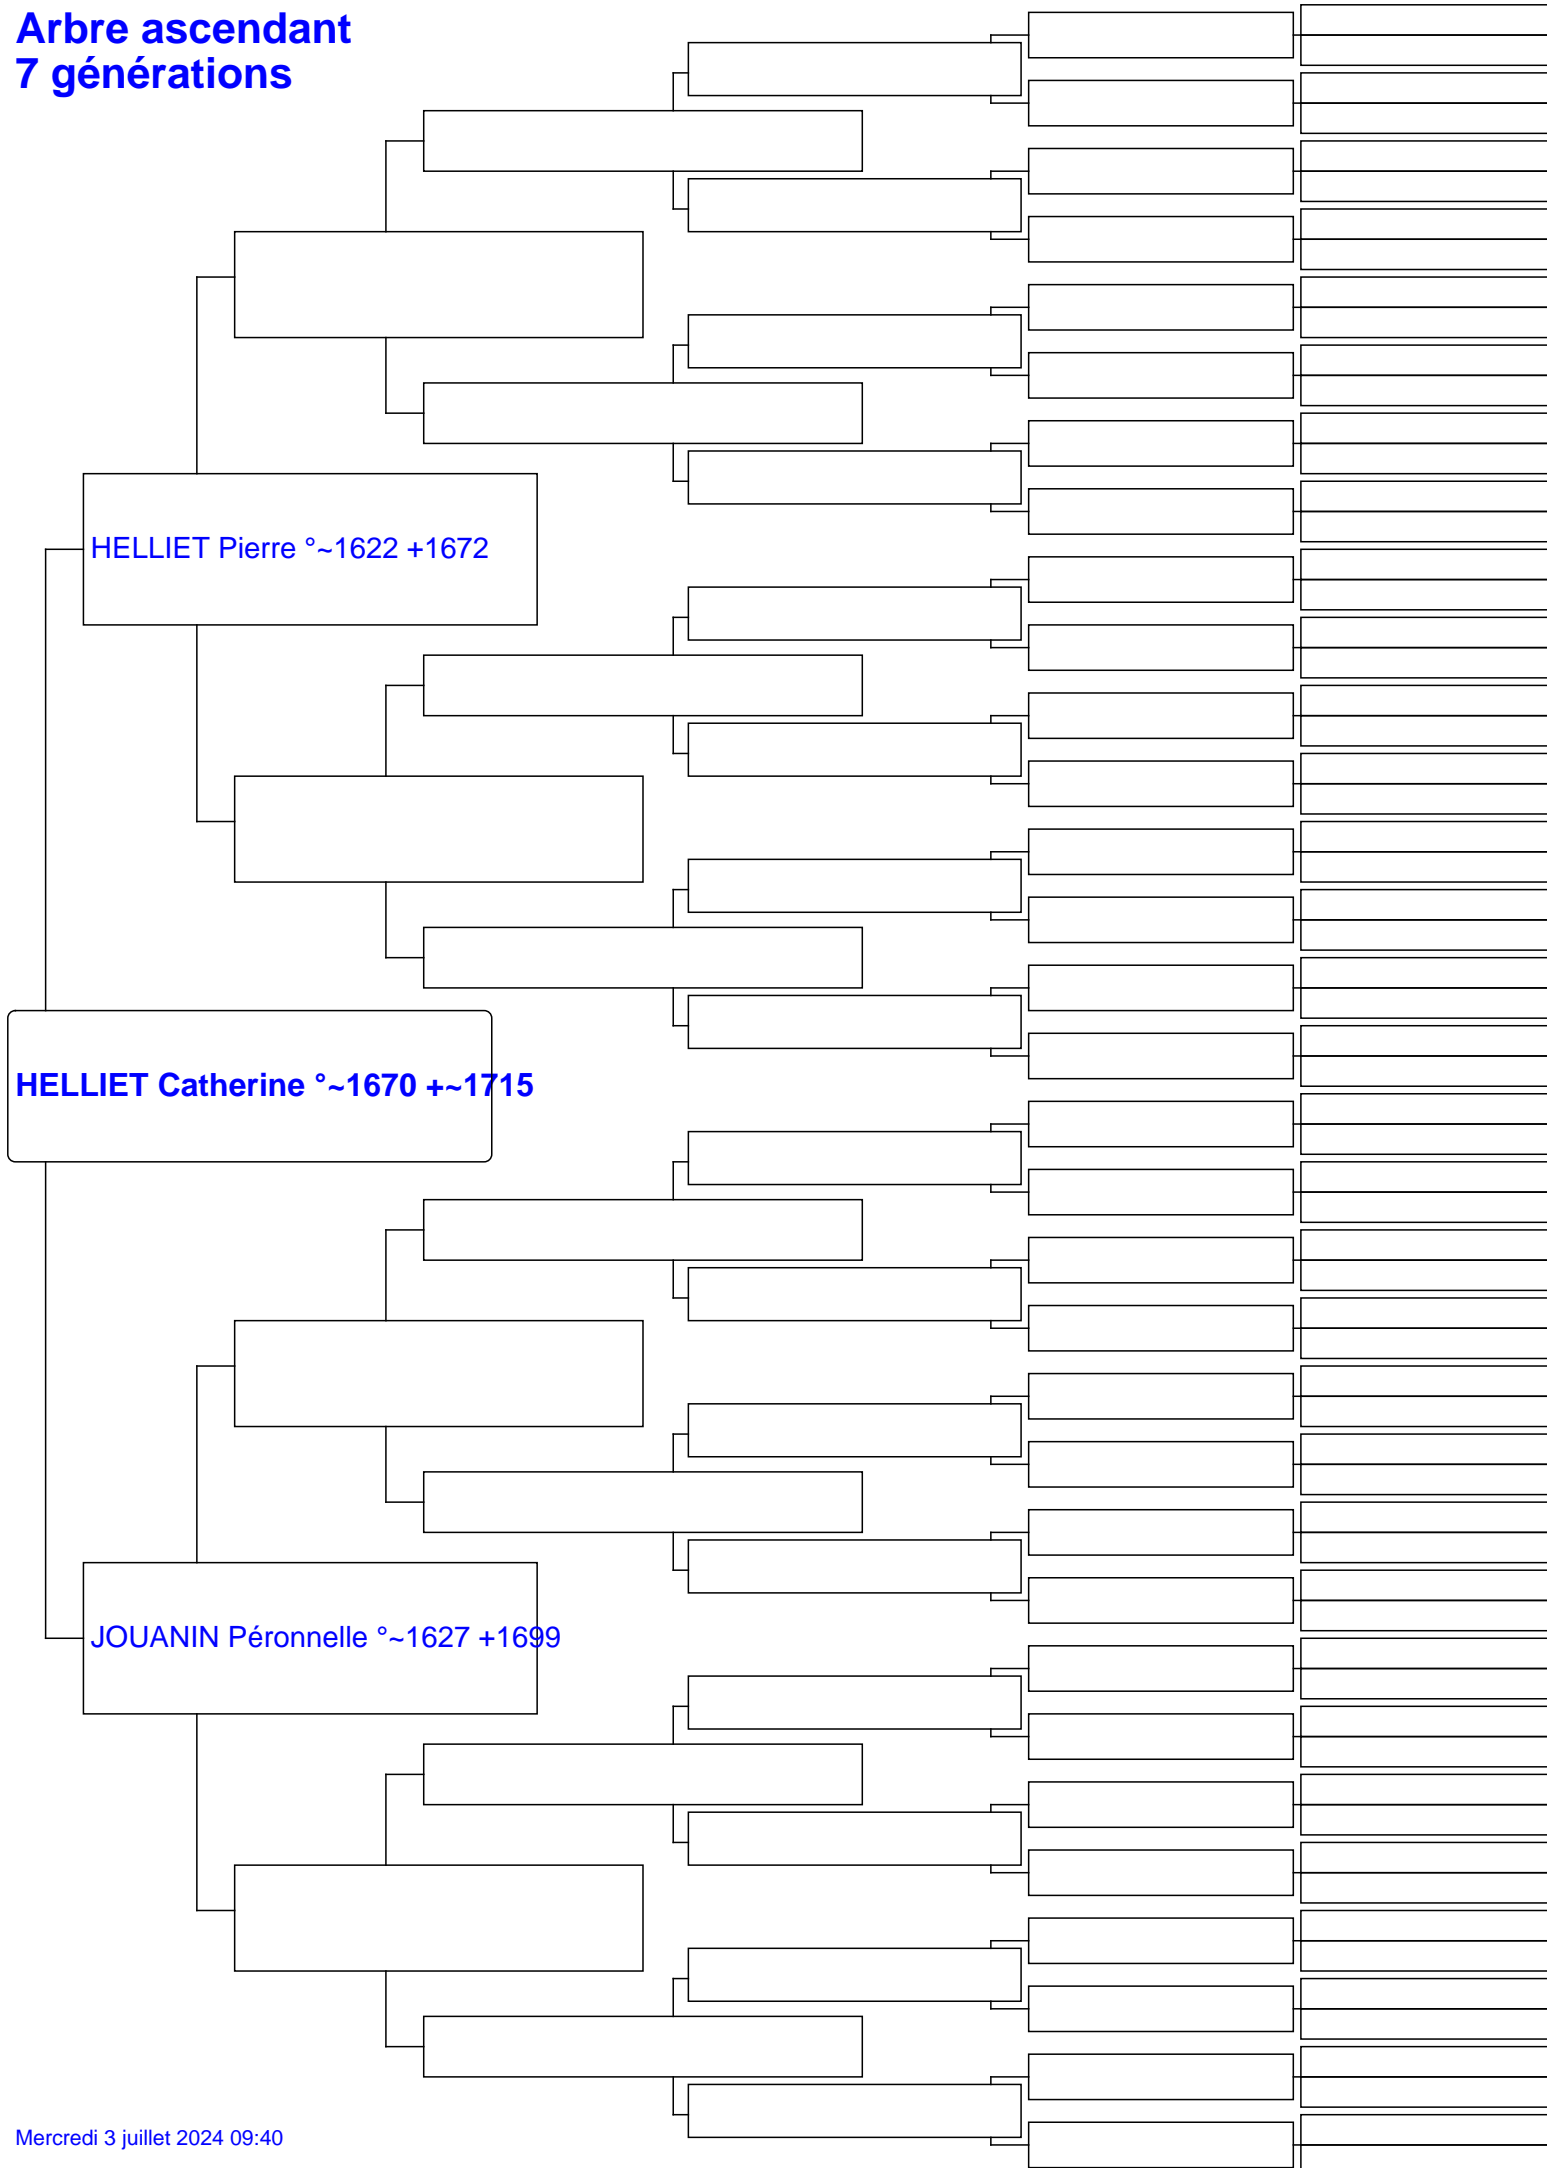 Arbre ascendant
7 générations
HELLIET Pierre °~1622 +1672
HELLIET Catherine °~1670 +~1715
JOUANIN Péronnelle °~1627 +1699
Mercredi 3 juillet 2024 09:40